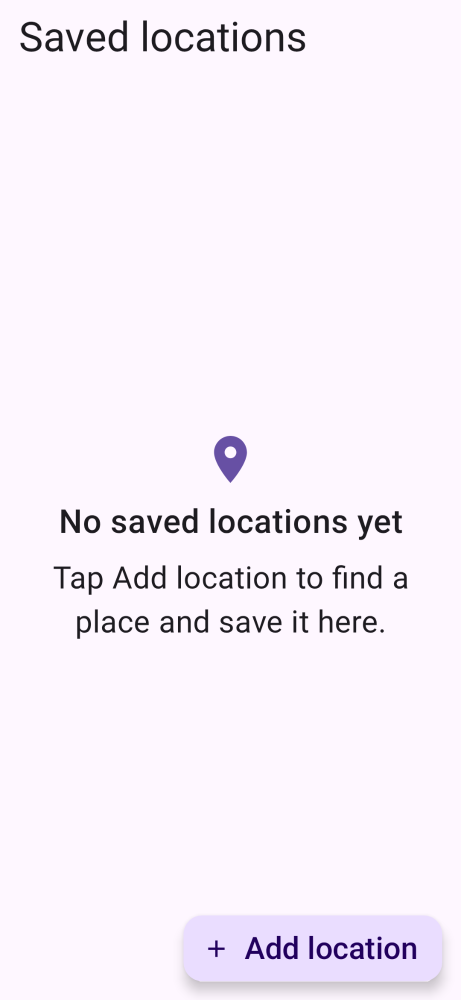 Saved locations
No saved locations yet
Tap Add location to find a
place and save it here.
+ Add location